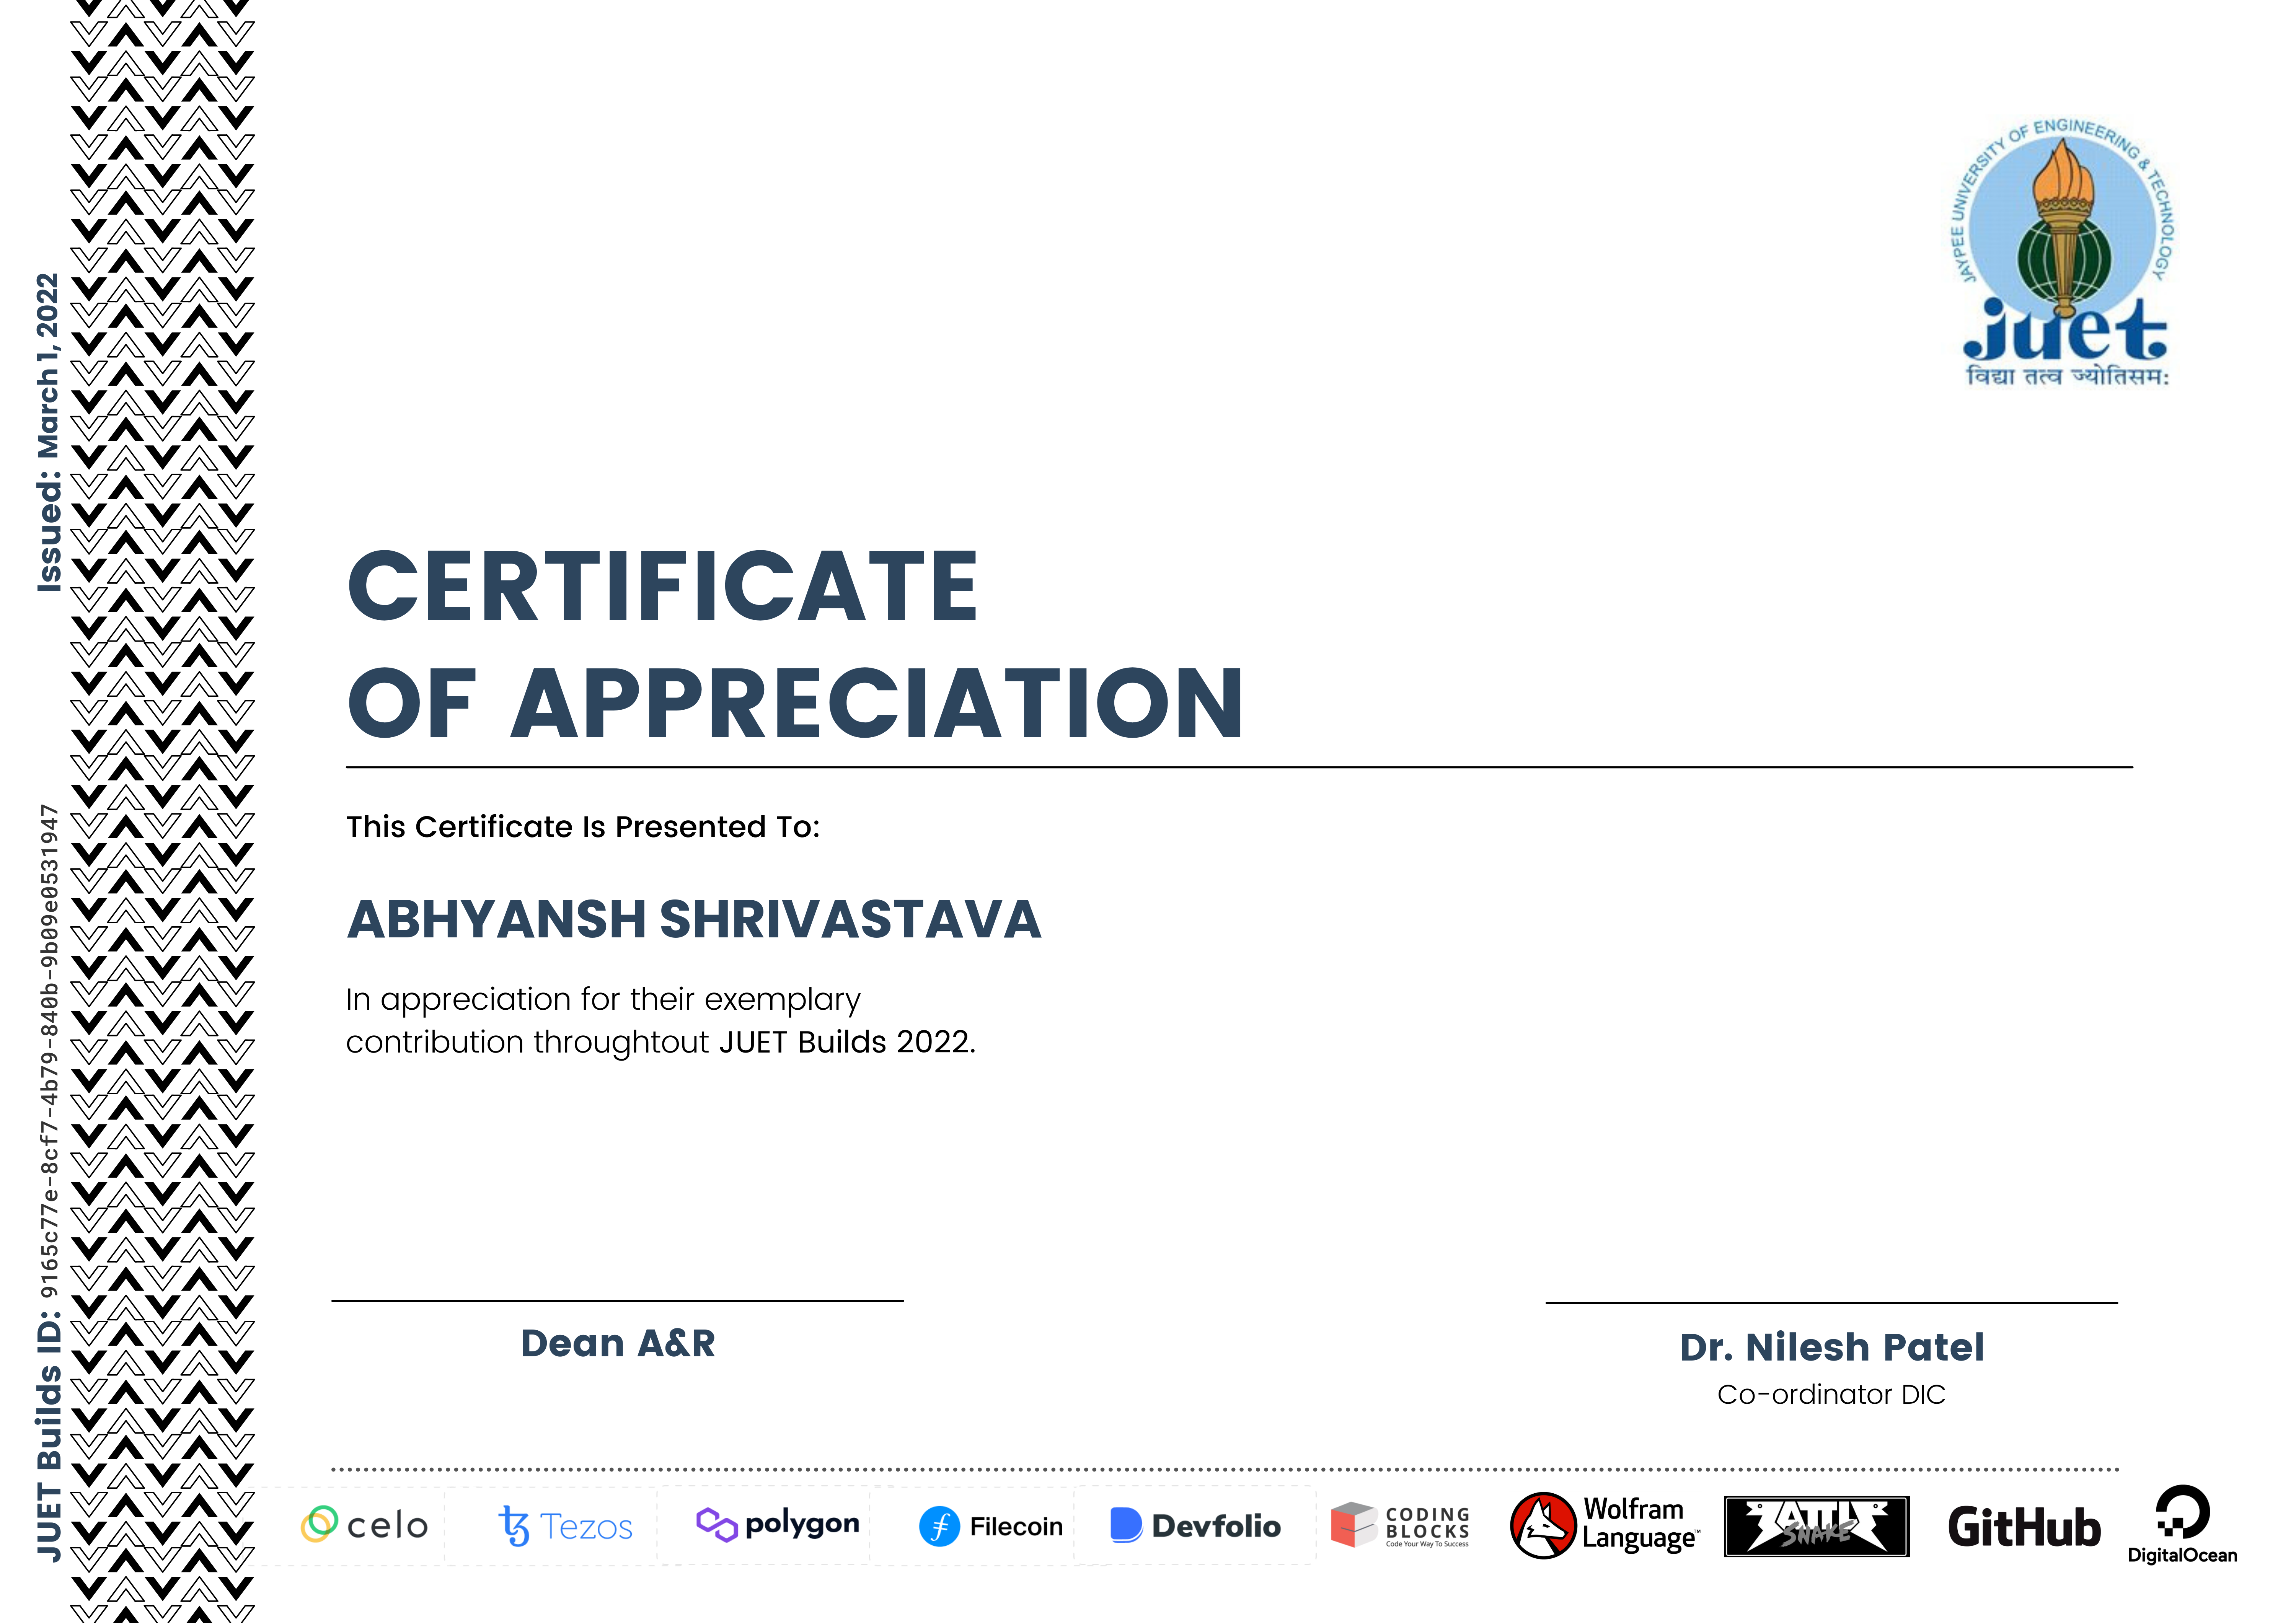 JAYPEE UNIVERSITY OF ENGINEERING & TECHNOLOGY
juet
विद्या तत्व ज्योतिसम:
Issued: March 1, 2022
JUET Builds ID: 9165c77e-8cf7-4b79-840b-9b09e0531947
CERTIFICATE
OF APPRECIATION
This Certificate Is Presented To:
ABHYANSH SHRIVASTAVA
In appreciation for their exemplary
contribution throughtout JUET Builds 2022.
Dean A&R
Dr. Nilesh Patel
Co-ordinator DIC
celo
Tezos
polygon
Filecoin
Devfolio
CODING
BLOCKS
Code Your Way To Success
Wolfram
Language™
SNAKE
GitHub
DigitalOcean